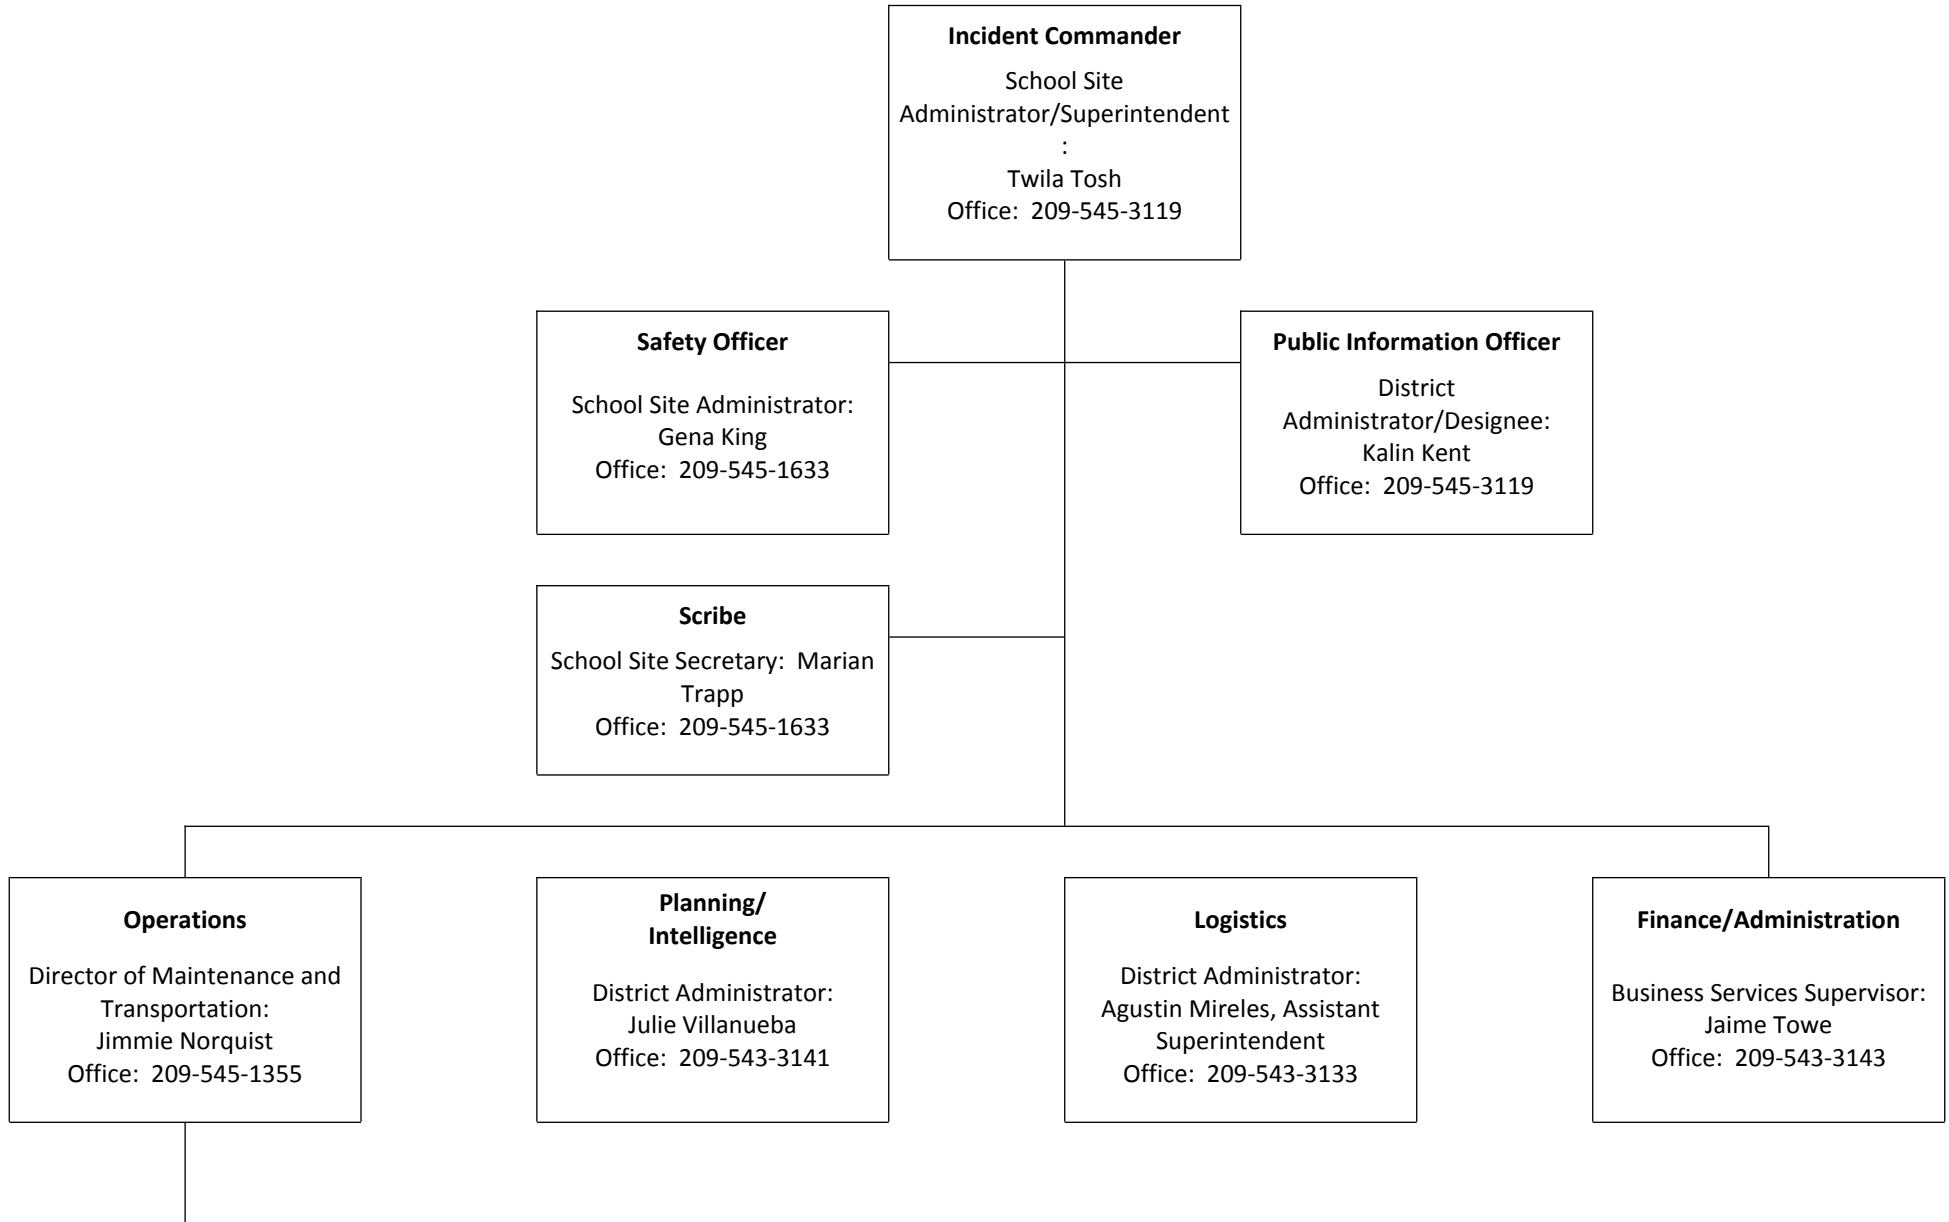 Incident Commander
School Site
Administrator/Superintendent
:
Twila Tosh
Office:  209-545-3119
Safety Officer
School Site Administrator:
Gena King
Office:  209-545-1633
Public Information Officer
District
Administrator/Designee:
Kalin Kent
Office:  209-545-3119
Scribe
School Site Secretary:  Marian
Trapp
Office:  209-545-1633
Operations
Director of Maintenance and
Transportation:
Jimmie Norquist
Office:  209-545-1355
Planning/
Intelligence
District Administrator:
Julie Villanueba
Office:  209-543-3141
Logistics
District Administrator:
Agustin Mireles, Assistant
Superintendent
Office:  209-543-3133
Finance/Administration
Business Services Supervisor:
Jaime Towe
Office:  209-543-3143